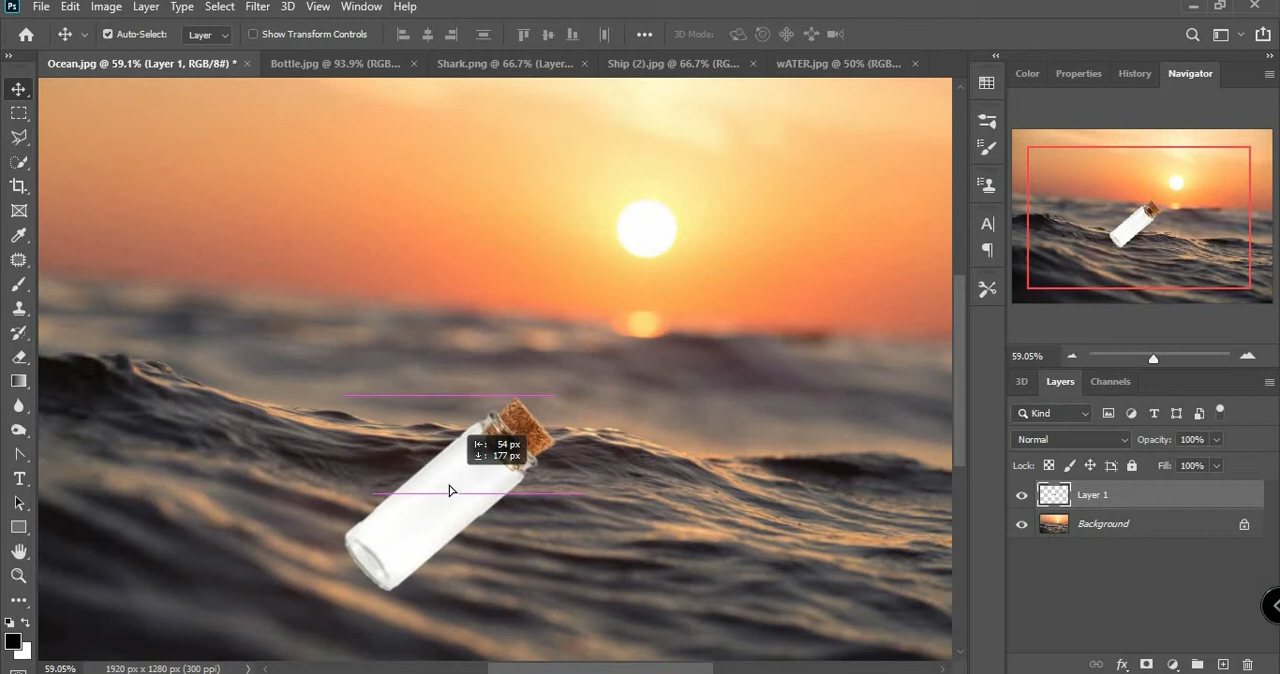 Ps File Edit Image Layer Type Select Filter 3D View Window Help
Auto-Select: Layer Show Transform Controls 3D Mode:
Ocean.jpg @ 59.1% (Layer 1, RGB/8#) * × Bottle.jpg @ 93.9% (RGB... × Shark.png @ 66.7% (Layer... × Ship (2).jpg @ 66.7% (RGB... × wATER.jpg @ 50% (RGB... ×
Color Properties History Navigator
59.05%
3D Layers Channels
Kind
Normal Opacity: 100%
Lock: Fill: 100%
Layer 1
Background
54 px
177 px
59.05% 1920 px x 1280 px (300 ppi)